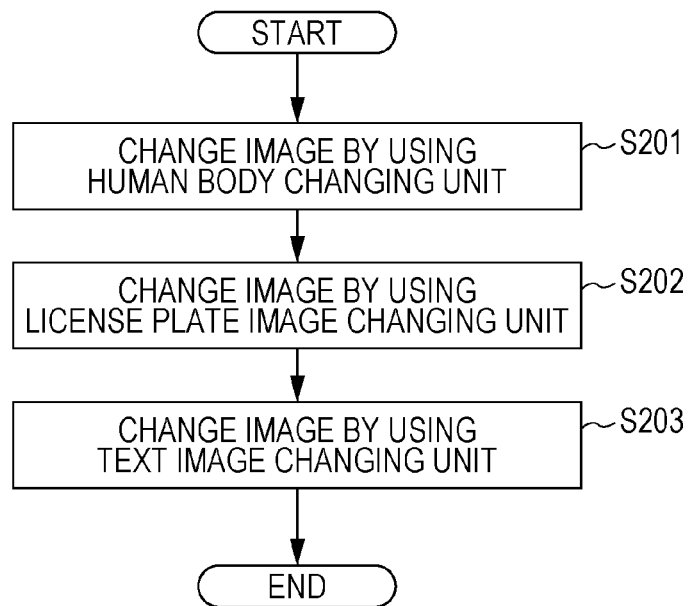 START
CHANGE IMAGE BY USING
HUMAN BODY CHANGING UNIT
S201
CHANGE IMAGE BY USING
LICENSE PLATE IMAGE CHANGING UNIT
S202
CHANGE IMAGE BY USING
TEXT IMAGE CHANGING UNIT
S203
END